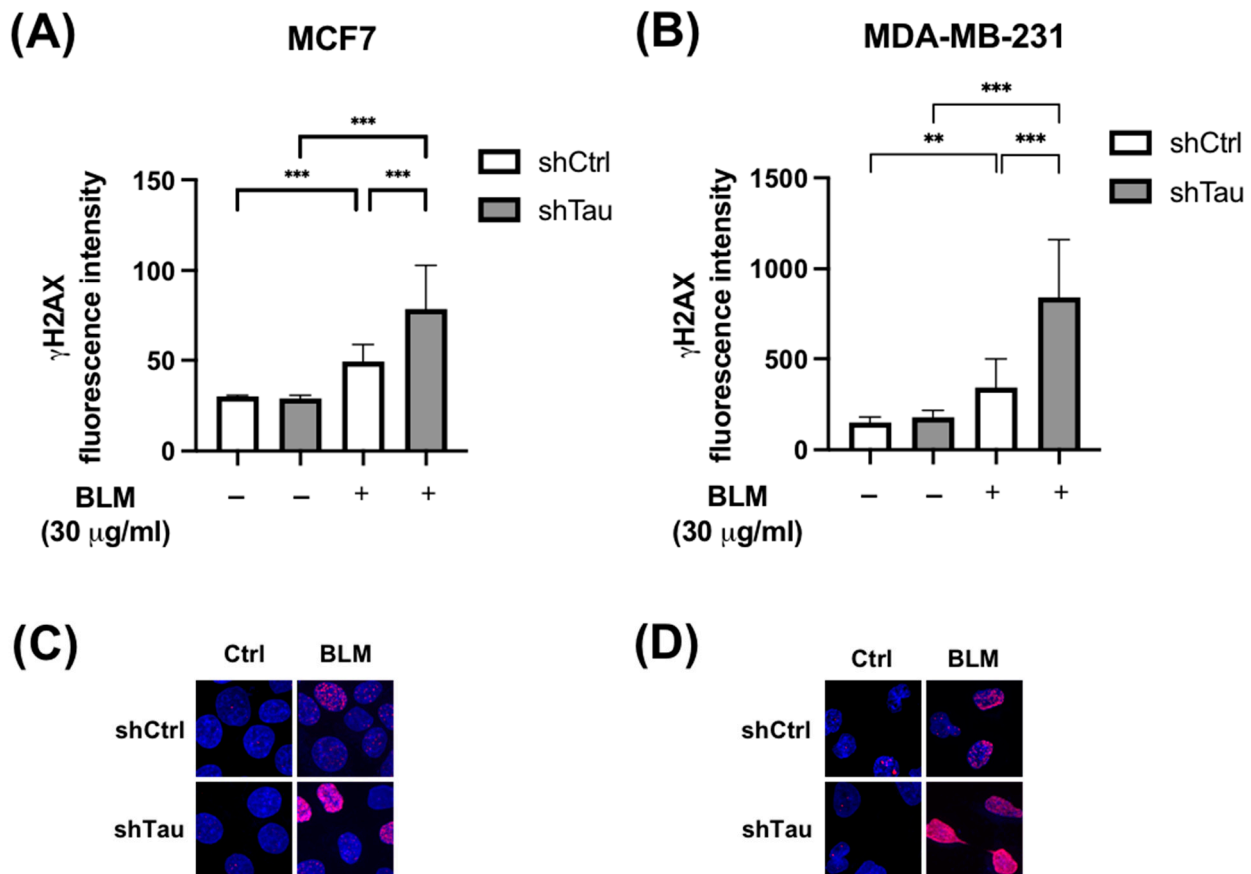 (A)
MCF7
***
***
***
shCtrl
shTau
150
100
50
0
γH2AX
fluorescence intensity
– – + +
BLM
(30 μg/ml)
(B)
MDA-MB-231
***
**
***
shCtrl
shTau
1500
1000
500
0
γH2AX
fluorescence intensity
– – + +
BLM
(30 μg/ml)
(C)
Ctrl BLM
shCtrl
shTau
(D)
Ctrl BLM
shCtrl
shTau